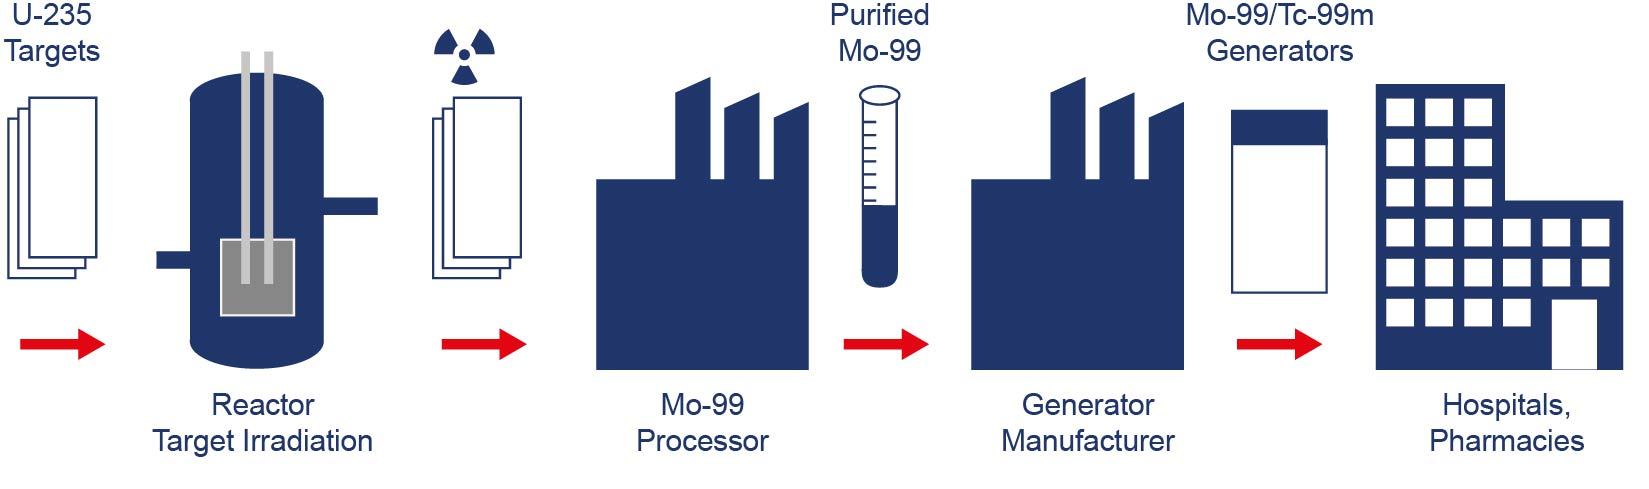 U-235
Targets
Purified
Mo-99
Mo-99/Tc-99m
Generators
Reactor
Target Irradiation
Mo-99
Processor
Generator
Manufacturer
Hospitals,
Pharmacies